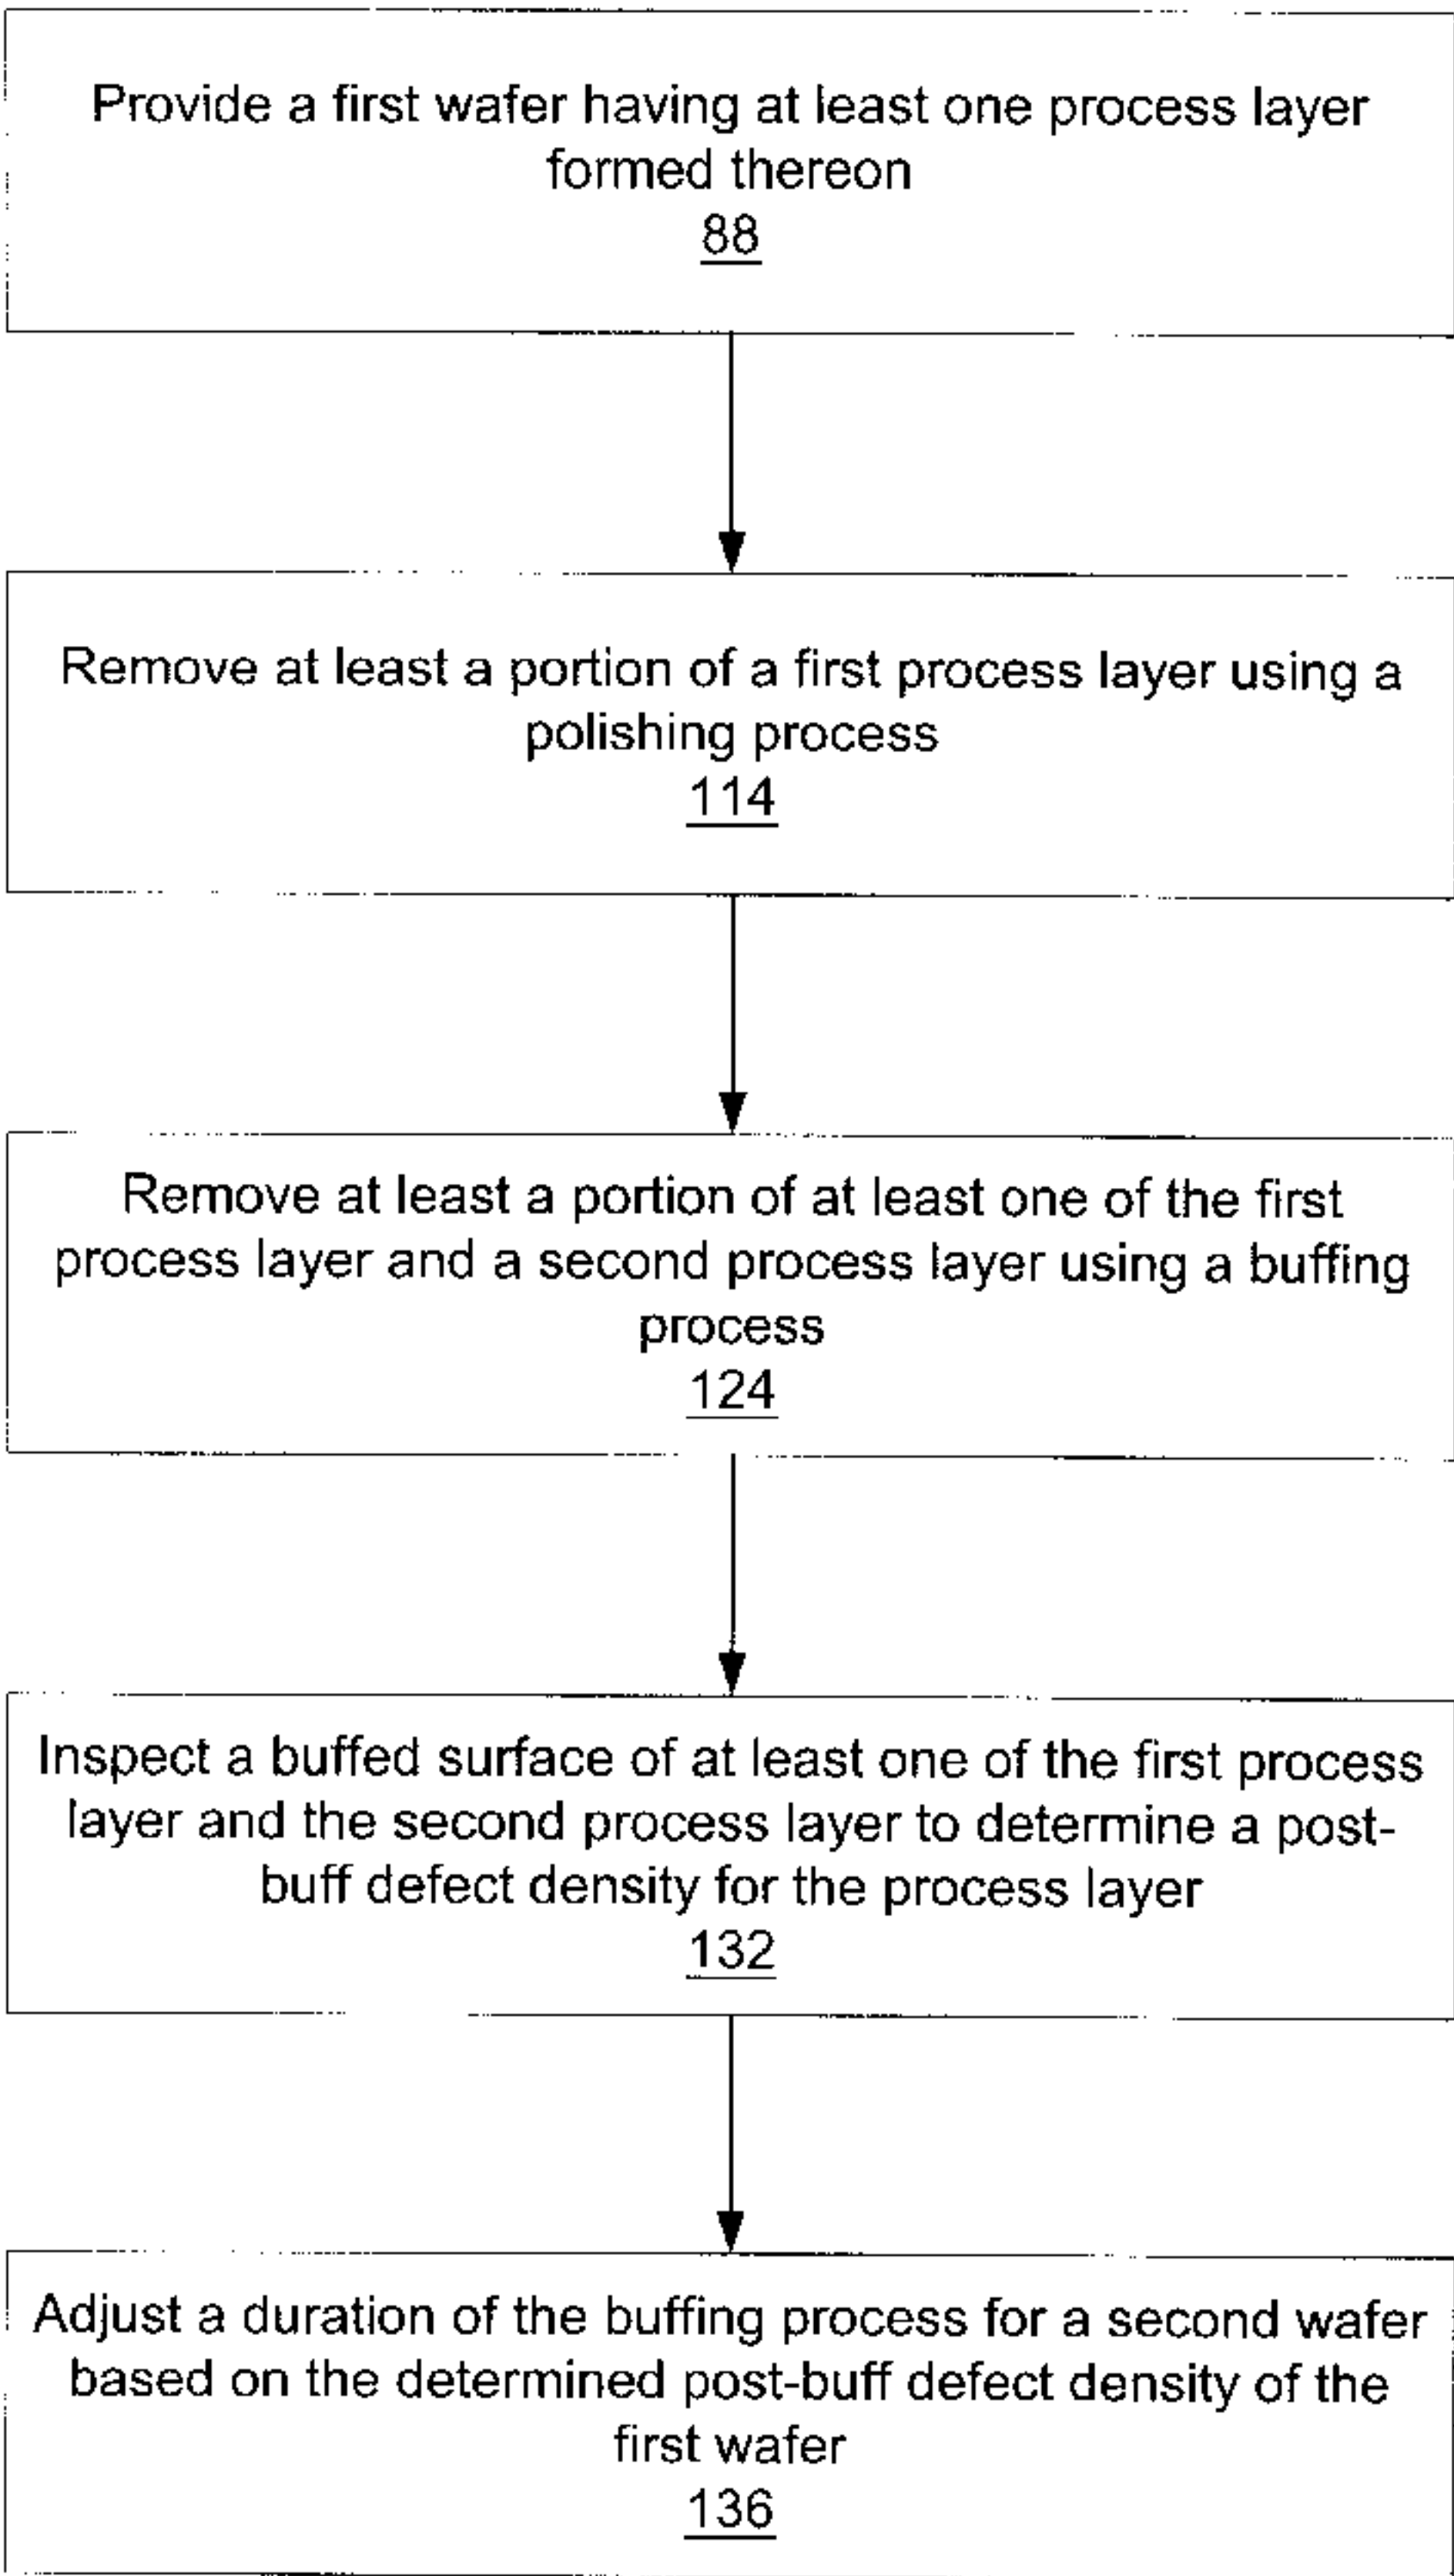 Provide a first wafer having at least one process layer
formed thereon
88
Remove at least a portion of a first process layer using a
polishing process
114
Remove at least a portion of at least one of the first
process layer and a second process layer using a buffing
process
124
Inspect a buffed surface of at least one of the first process
layer and the second process layer to determine a post-
buff defect density for the process layer
132
Adjust a duration of the buffing process for a second wafer
based on the determined post-buff defect density of the
first wafer
136